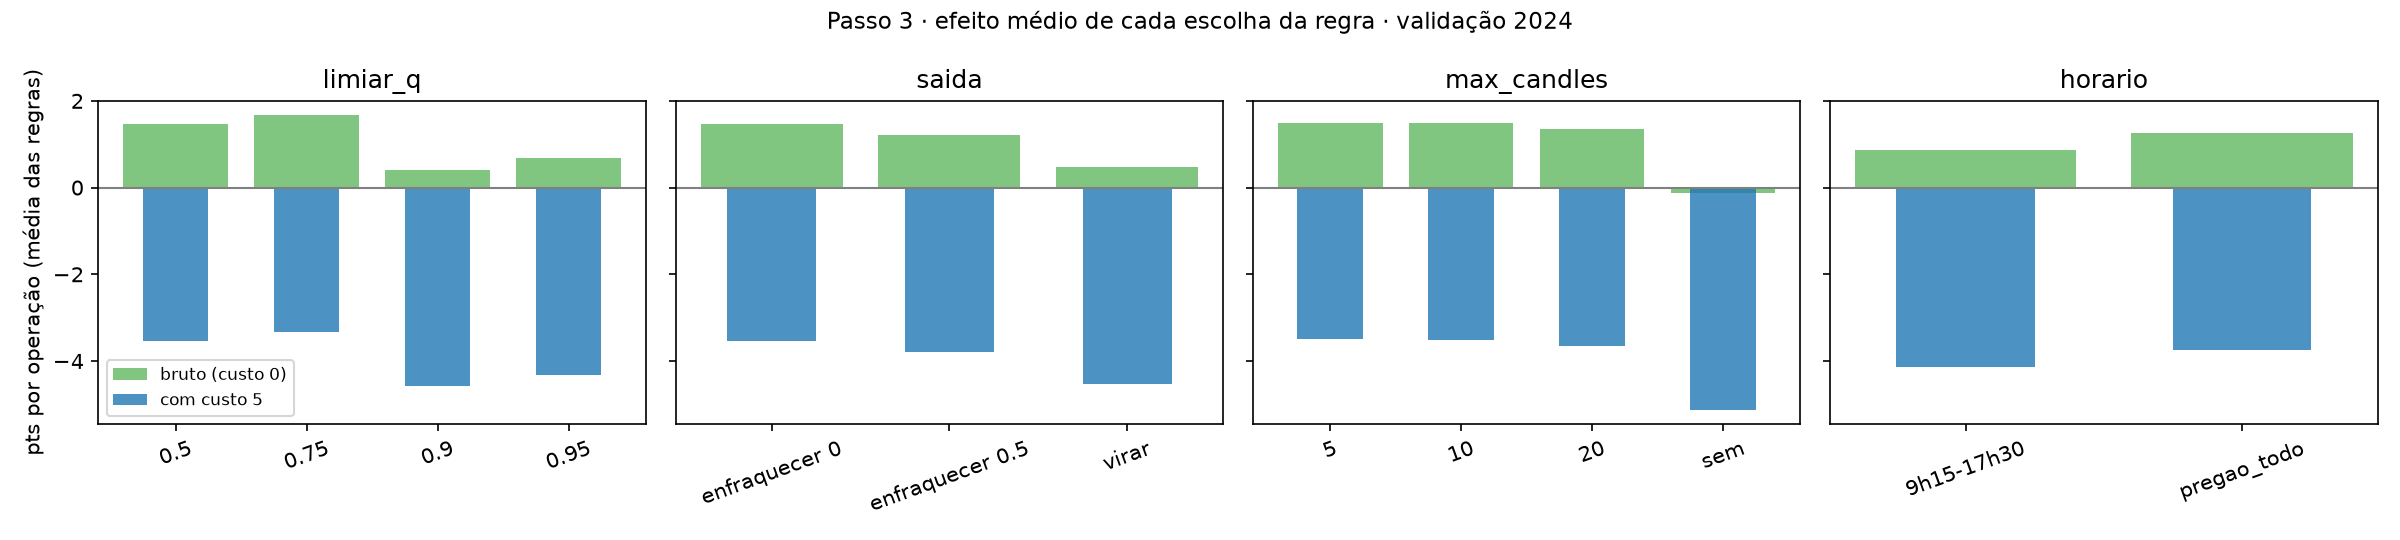 Passo 3 · efeito médio de cada escolha da regra · validação 2024
limiar_q
saida
max_candles
horario
pts por operação (média das regras)
2
0
−2
−4
bruto (custo 0)
com custo 5
0.5
0.75
0.9
0.95
enfraquecer 0
enfraquecer 0.5
virar
5
10
20
sem
9h15-17h30
pregao_todo